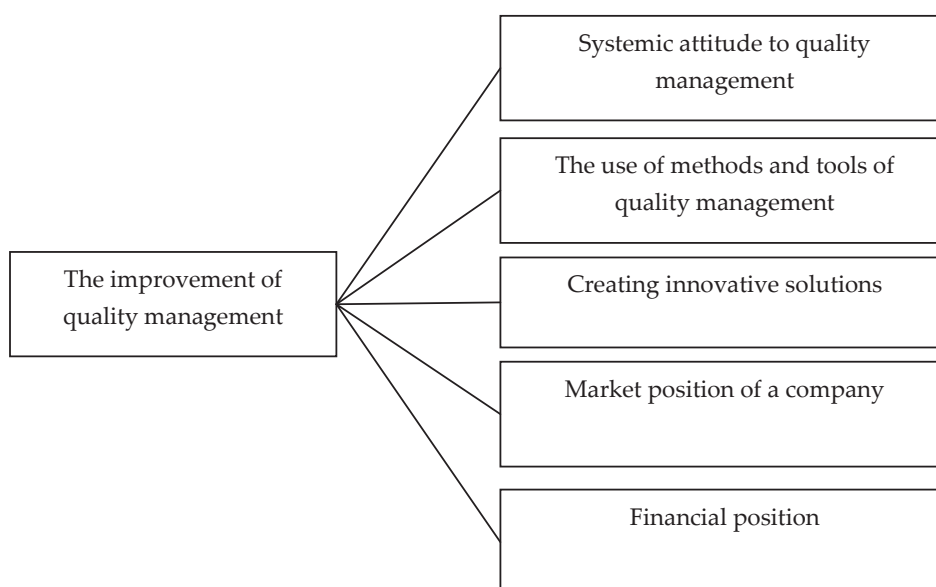 Systemic attitude to quality
management
The use of methods and tools of
quality management
The improvement of
quality management
Creating innovative solutions
Market position of a company
Financial position